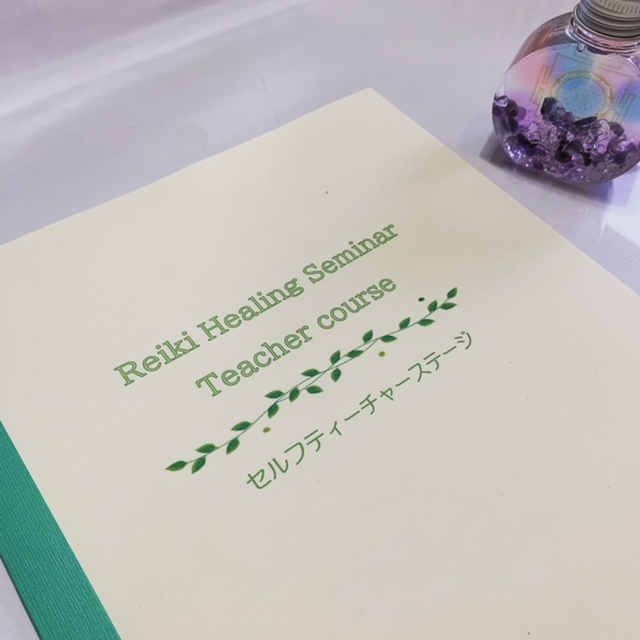 Reiki Healing Seminar
Teacher course
セルフティーチャーステージ